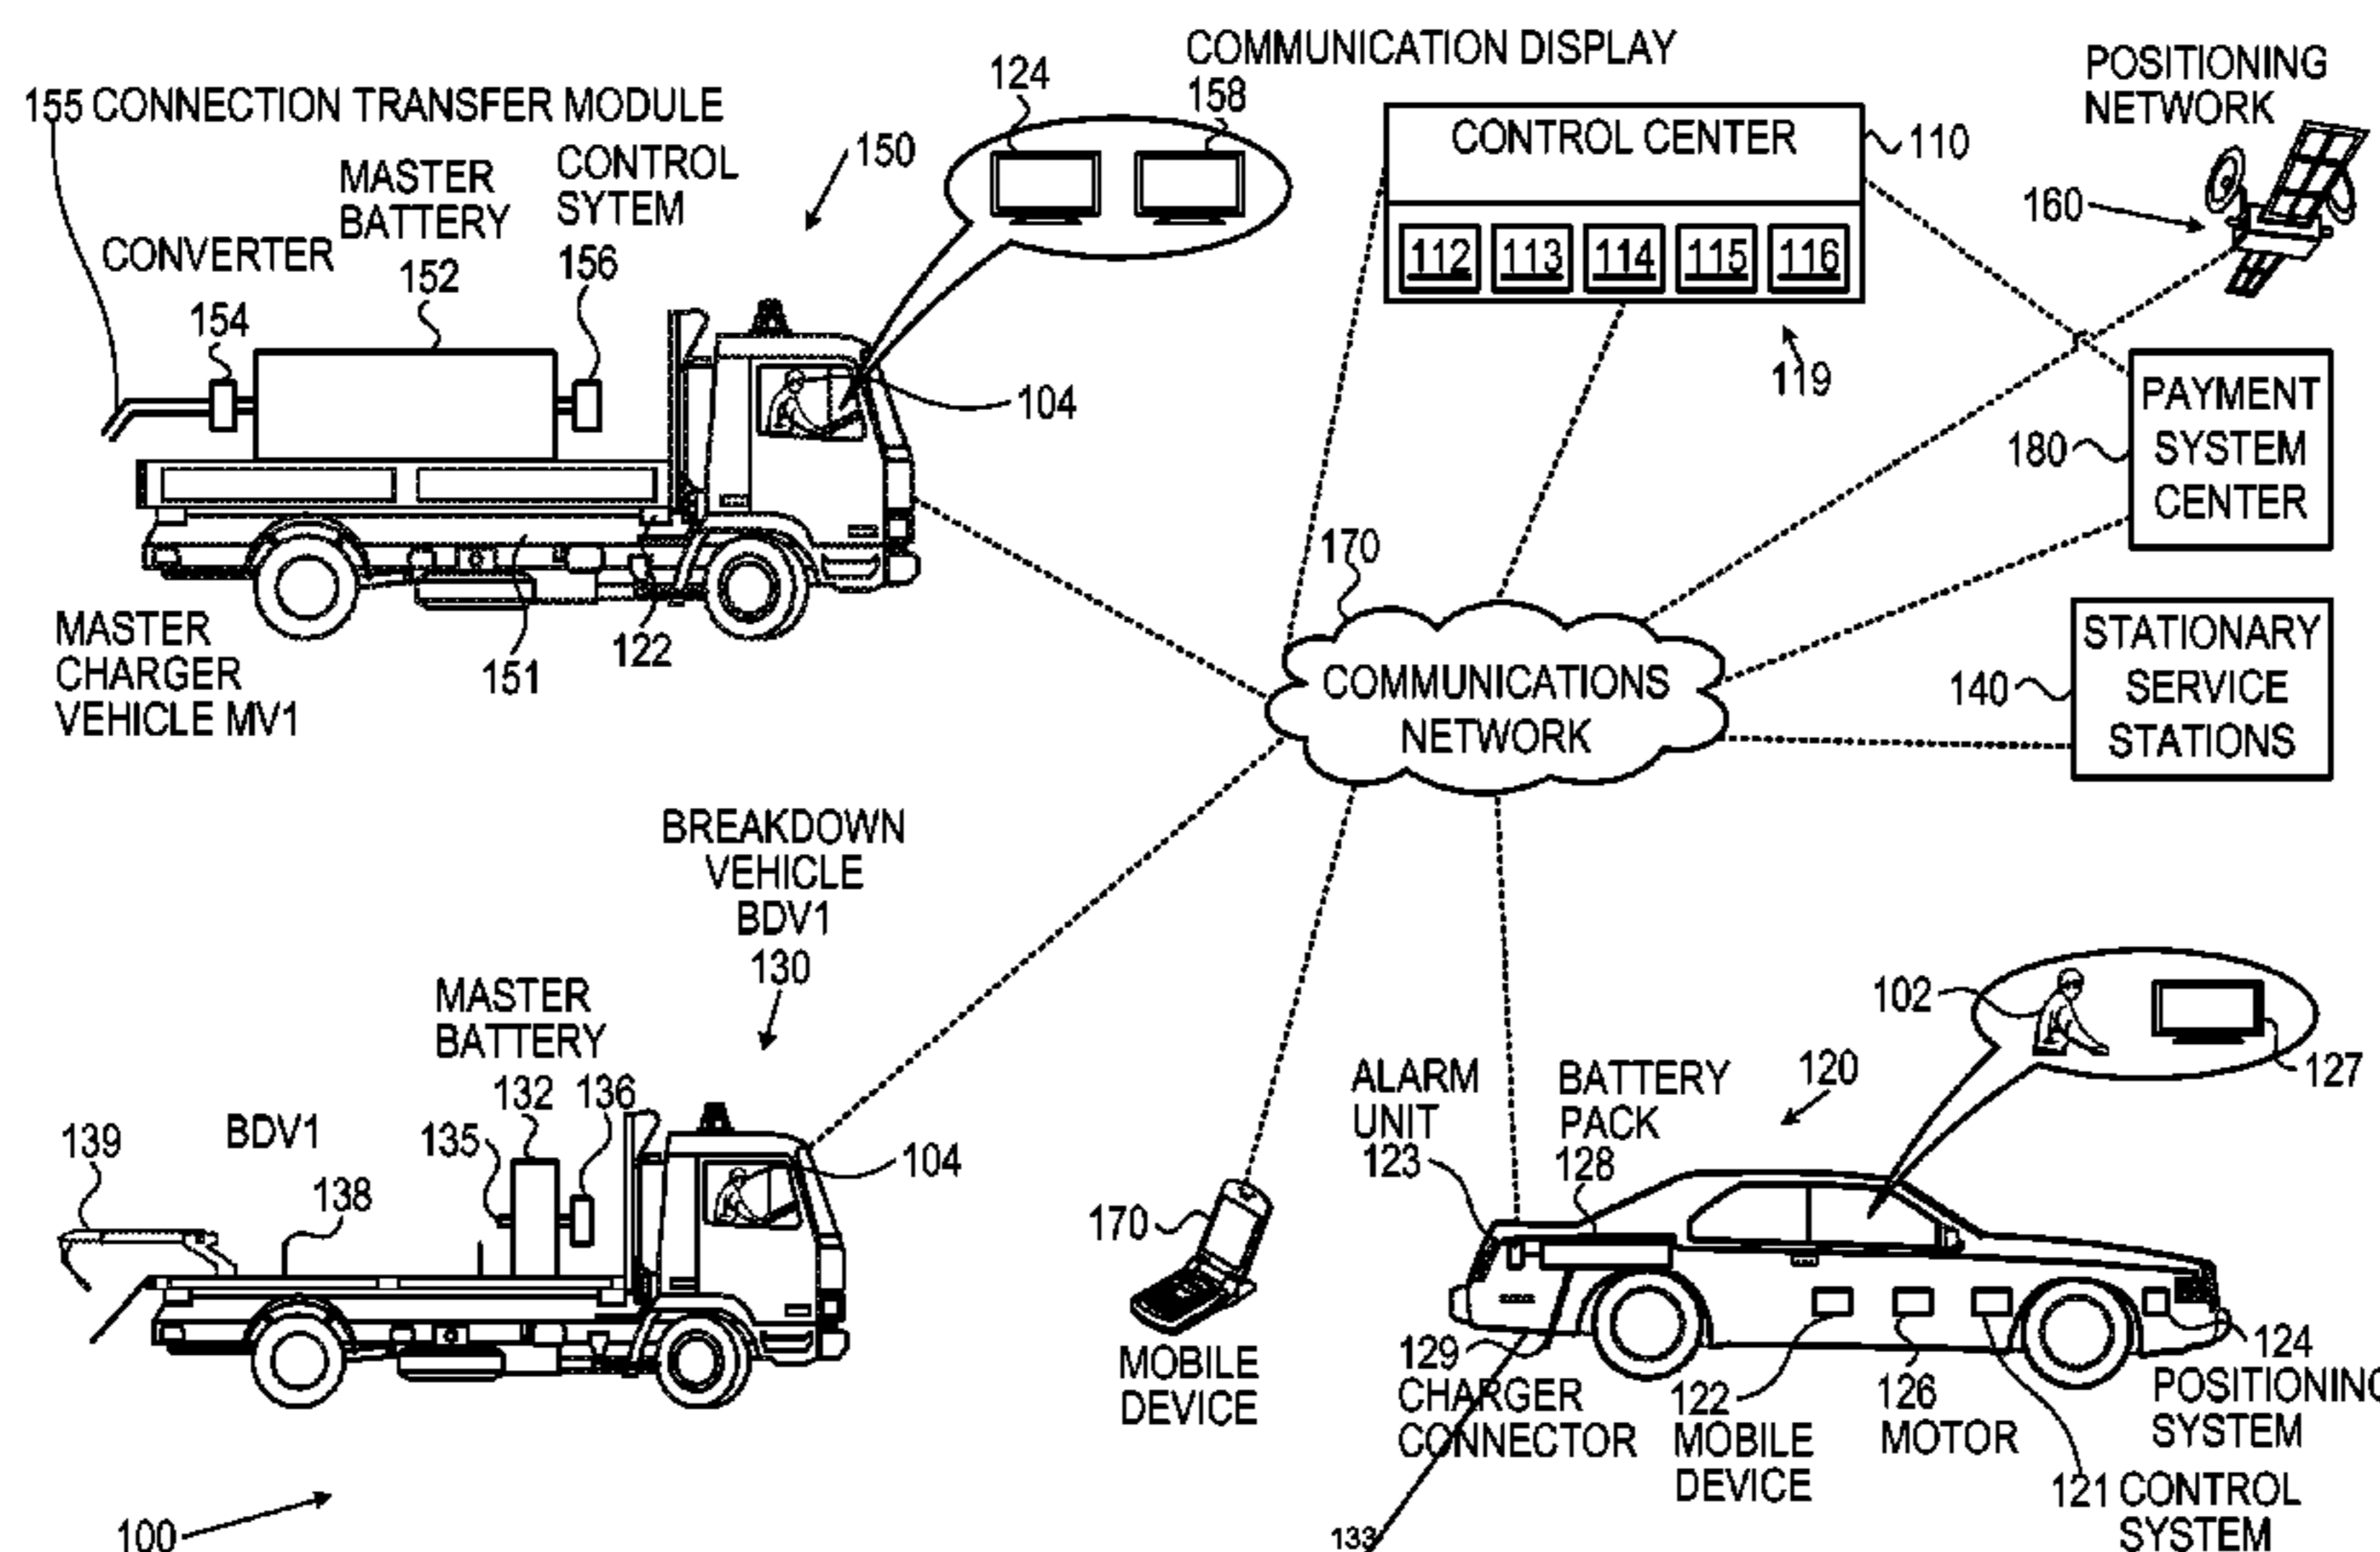 COMMUNICATION DISPLAY
124
158
155 CONNECTION TRANSFER MODULE
MASTER
BATTERY
152
CONTROL
SYTEM
156
CONVERTER
154
150
104
MASTER
CHARGER
VEHICLE MV1
151
122
CONTROL CENTER
110
112 113 114 115 116
119
POSITIONING
NETWORK
160
PAYMENT
SYSTEM
CENTER
180
STATIONARY
SERVICE
STATIONS
140
170
COMMUNICATIONS
NETWORK
BREAKDOWN
VEHICLE
BDV1
130
MASTER
BATTERY
132
136
135
BDV1
139
138
104
100
170
MOBILE
DEVICE
102
127
120
ALARM
UNIT
123
BATTERY
PACK
128
129
CHARGER
CONNECTOR
122
MOBILE
DEVICE
126
MOTOR
124
POSITIONING
SYSTEM
121 CONTROL
SYSTEM
133